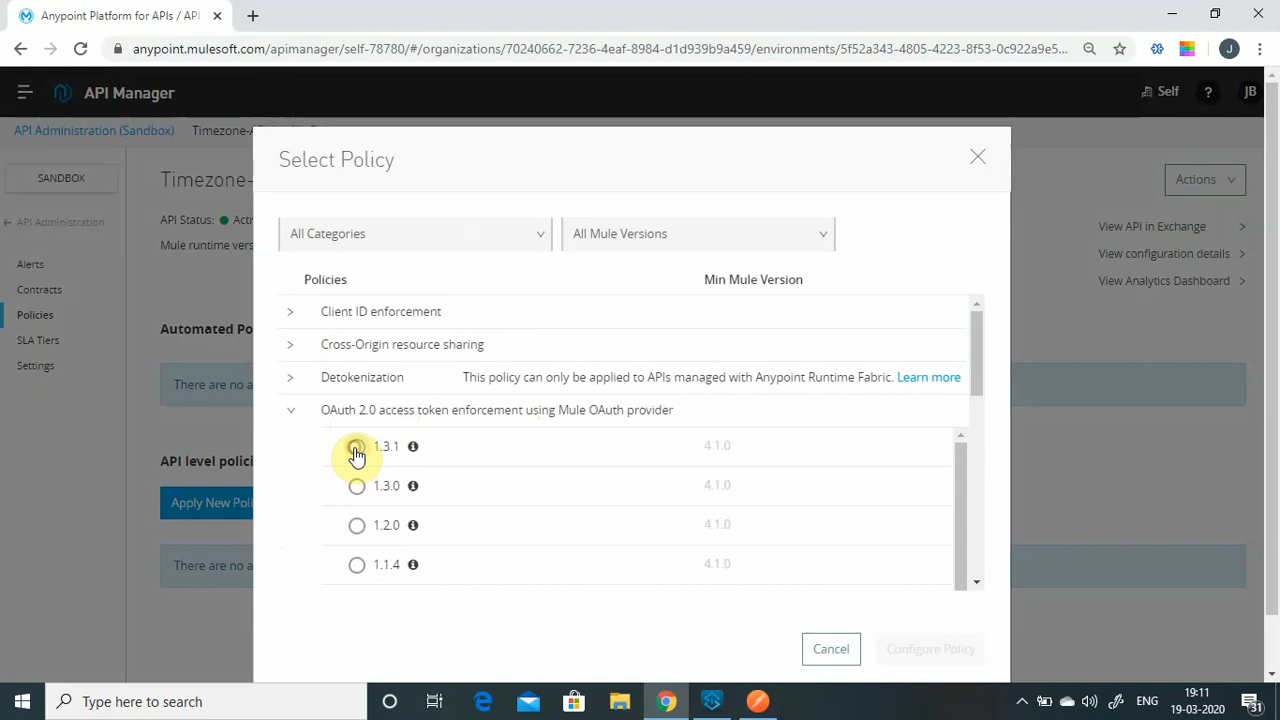 Anypoint Platform for APIs / API
anypoint.mulesoft.com/apimanager/self-78780/#/organizations/70240662-7236-4eaf-8984-d1d939b9a459/environments/5f52a343-4805-4223-8f53-0c922a9e5...
J
API Manager
Self
?
JB
API Administration (Sandbox)
Timezone-A
Select Policy
SANDBOX
Timezone-
Actions
API Administration
API Status: Acti
View API in Exchange
All Categories
All Mule Versions
Mule runtime vers
View configuration details
Alerts
Policies
Min Mule Version
View Analytics Dashboard
Contracts
Client ID enforcement
Policies
Automated Po
SLA Tiers
Cross-Origin resource sharing
Settings
There are no a
Detokenization
This policy can only be applied to APIs managed with Anypoint Runtime Fabric. Learn more
OAuth 2.0 access token enforcement using Mule OAuth provider
1.3.1
4.1.0
API level polici
1.3.0
4.1.0
Apply New Poli
1.2.0
4.1.0
There are no a
1.1.4
4.1.0
Cancel
Configure Policy
Type here to search
ENG
19:11
19-03-2020
31